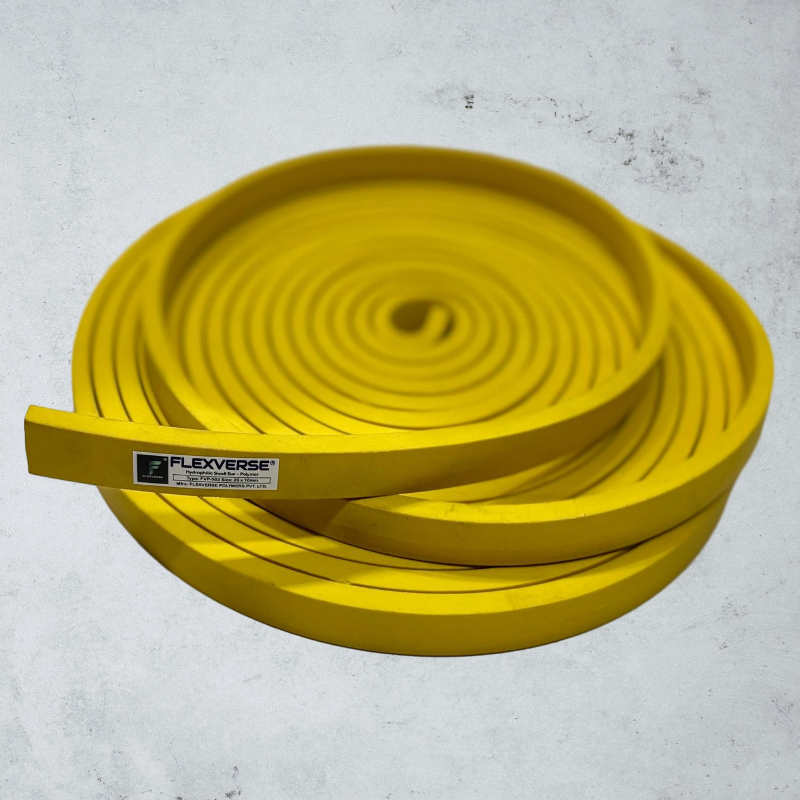 FLEXVERSE®
Hydrophilic Swell Bar - Polymer
Type: FVP-502 Size: 20 x 10mm
Mfrs: FLEXVERSE POLYMERS PVT. LTD.
FLEXVERSE